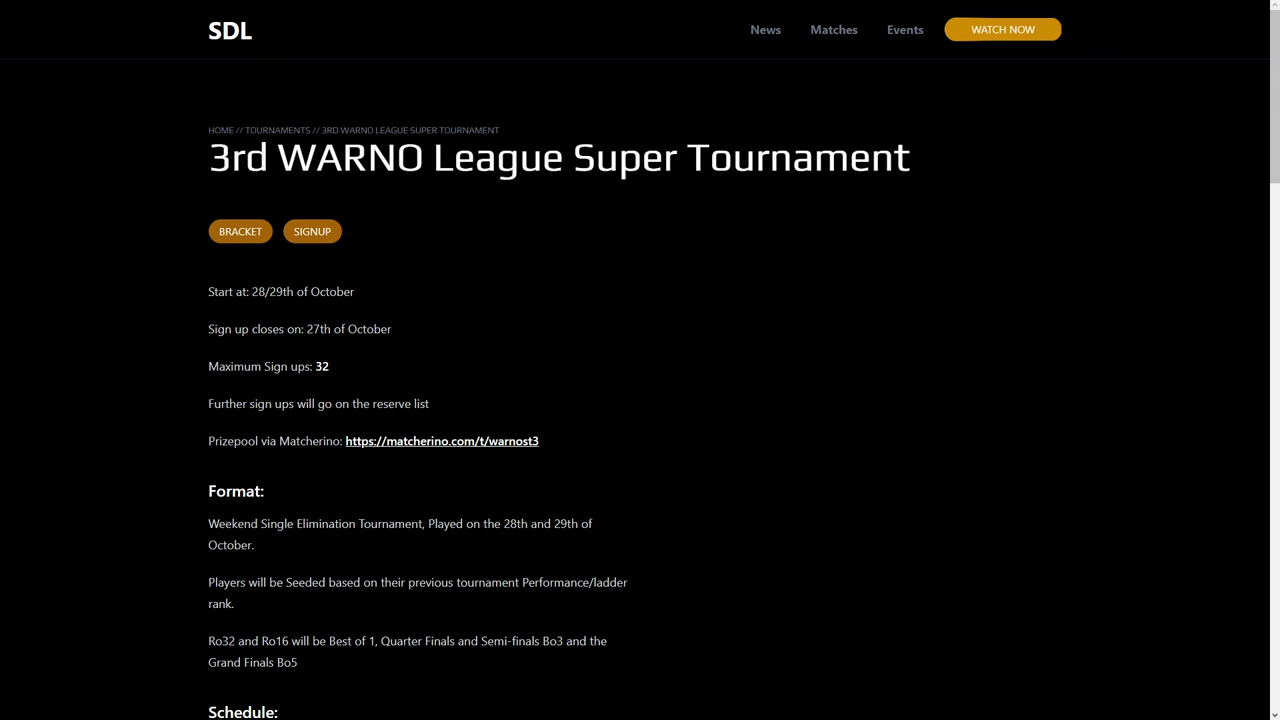 SDL
News
Matches
Events
WATCH NOW
HOME // TOURNAMENTS // 3RD WARNO LEAGUE SUPER TOURNAMENT
3rd WARNO League Super Tournament
BRACKET
SIGNUP
Start at: 28/29th of October
Sign up closes on: 27th of October
Maximum Sign ups: 32
Further sign ups will go on the reserve list
Prizepool via Matcherino: https://matcherino.com/t/warnost3
Format:
Weekend Single Elimination Tournament, Played on the 28th and 29th of
October.
Players will be Seeded based on their previous tournament Performance/ladder
rank.
Ro32 and Ro16 will be Best of 1, Quarter Finals and Semi-finals Bo3 and the
Grand Finals Bo5
Schedule: